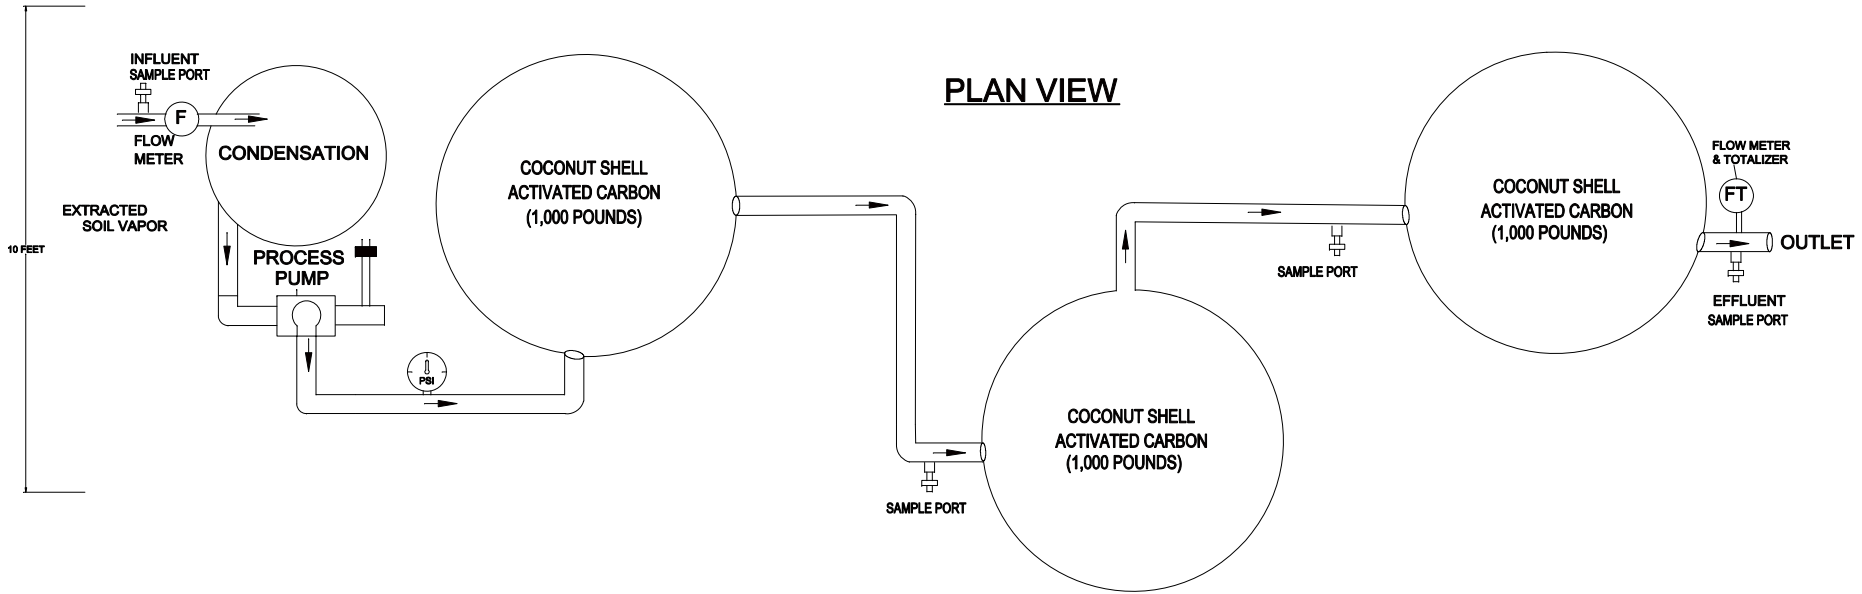 INFLUENT
SAMPLE PORT
F
FLOW
METER
CONDENSATION
EXTRACTED
SOIL VAPOR
10 FEET
PROCESS
PUMP
PSI
COCONUT SHELL
ACTIVATED CARBON
(1,000 POUNDS)
PLAN VIEW
SAMPLE PORT
COCONUT SHELL
ACTIVATED CARBON
(1,000 POUNDS)
SAMPLE PORT
COCONUT SHELL
ACTIVATED CARBON
(1,000 POUNDS)
FLOW METER
& TOTALIZER
FT
OUTLET
EFFLUENT
SAMPLE PORT